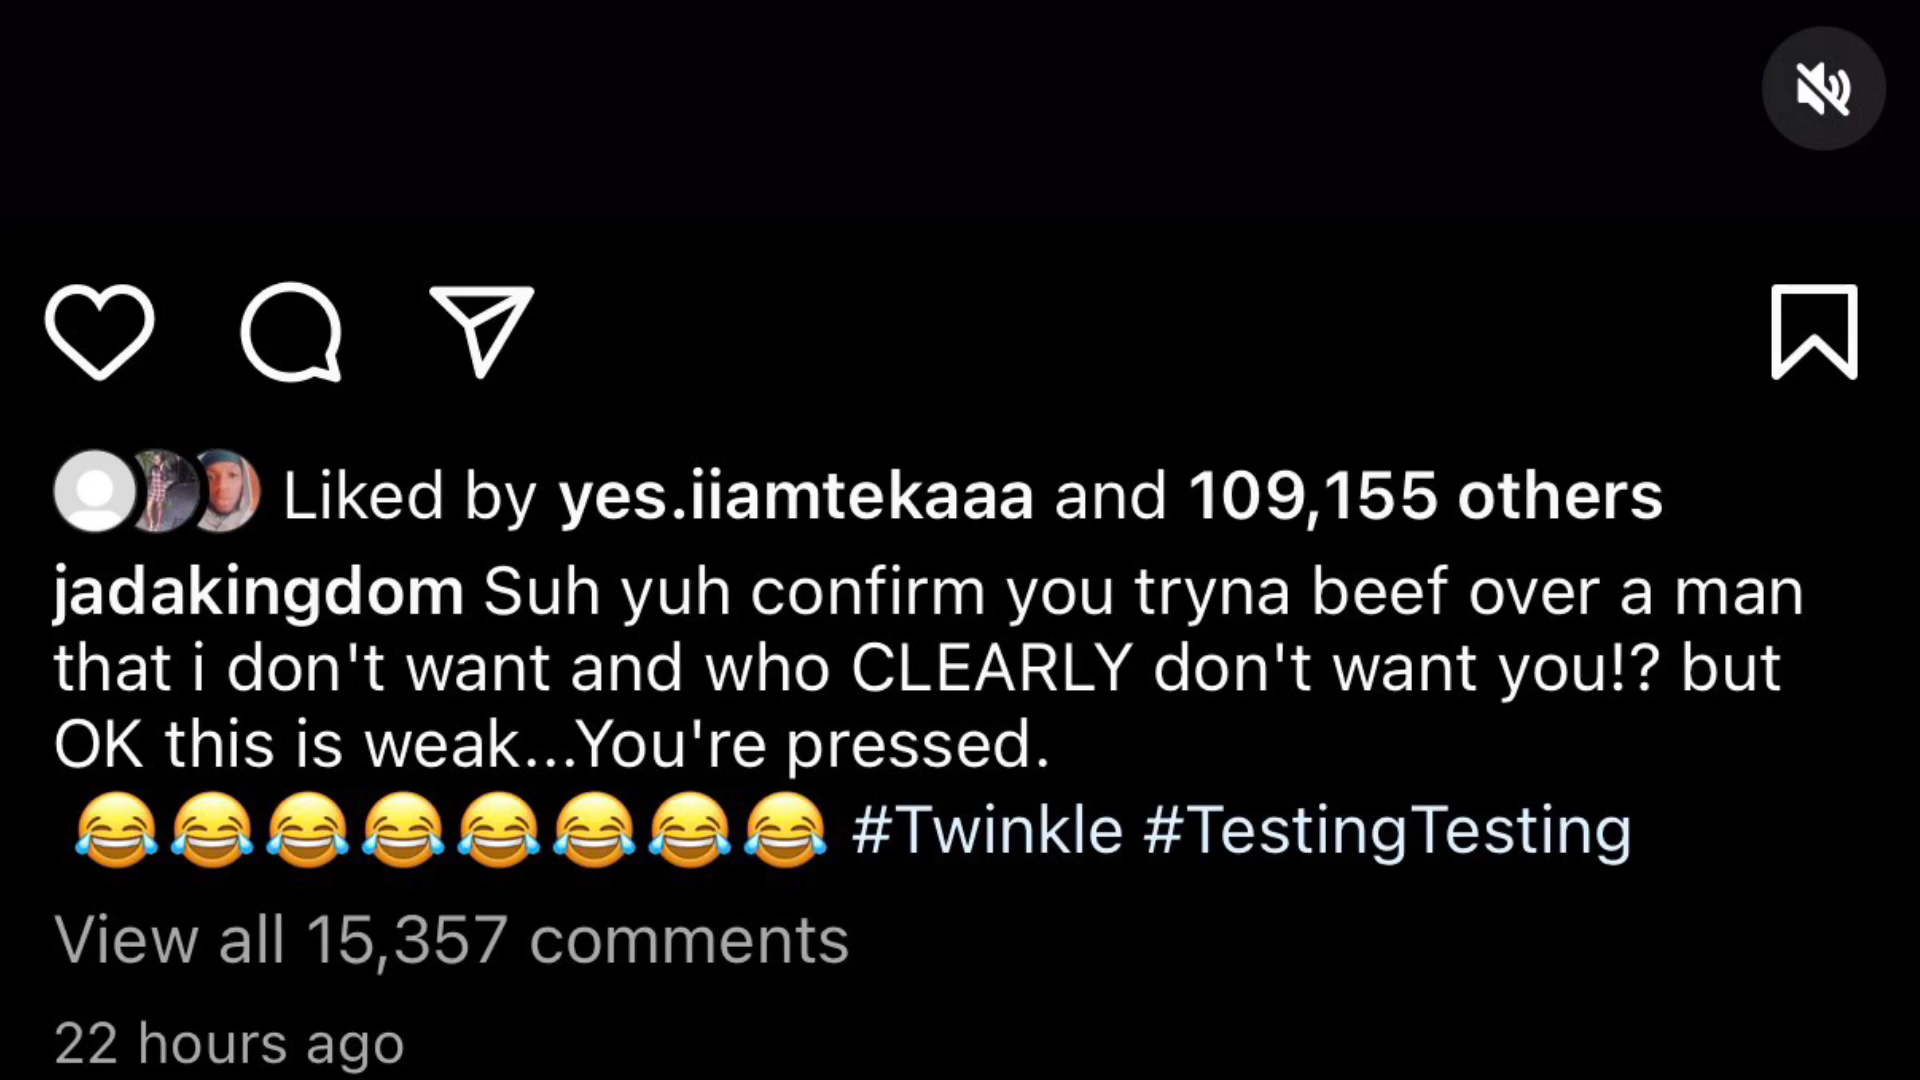 Liked by yes.iiamtekaaa and 109,155 others
jadakingdom Suh yuh confirm you tryna beef over a man
that i don't want and who CLEARLY don't want you!? but
OK this is weak...You're pressed.
😂😂😂😂😂😂😂😂 #Twinkle #TestingTesting
View all 15,357 comments
22 hours ago